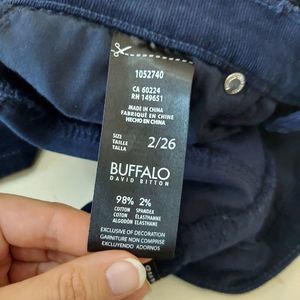 1052740
CA 60224
RN 149651
MADE IN CHINA
FABRIQUÉ EN CHINE
HECHO EN CHINA
SIZE
TAILLE
TALLA
2/26
BUFFALO
DAVID BITTON
98% 2%
COTTON SPANDEX
COTON ÉLASTHANNE
ALGODÓN ELASTANO
EXCLUSIVE OF DECORATION
GARNITURE NON COMPRISE
EXCLUYENDO ADORNOS